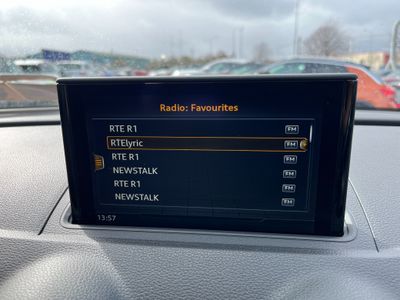 Radio: Favourites
RTE R1 FM
RTElyric FM
RTE R1 FM
NEWSTALK FM
RTE R1 FM
NEWSTALK FM
13:57